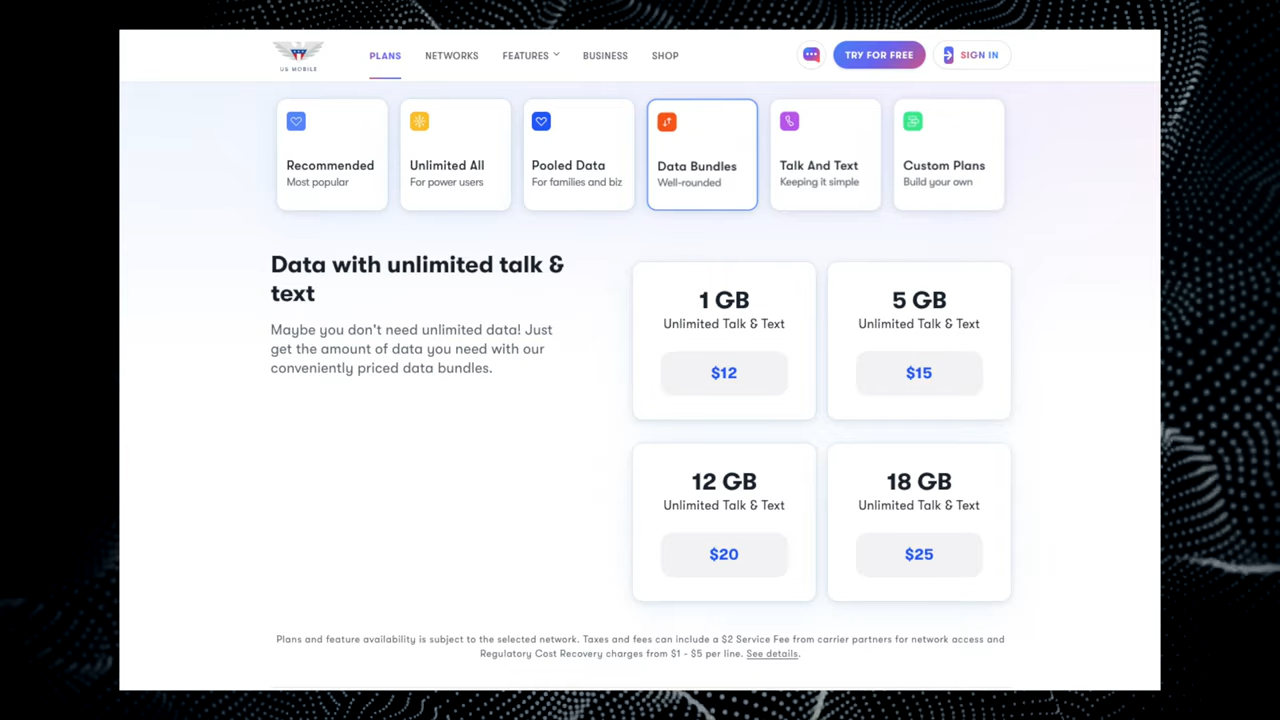 US MOBILE
PLANS
NETWORKS
FEATURES
BUSINESS
SHOP
TRY FOR FREE
SIGN IN
Recommended
Most popular
Unlimited All
For power users
Pooled Data
For families and biz
Data Bundles
Well-rounded
Talk And Text
Keeping it simple
Custom Plans
Build your own
Data with unlimited talk &
text
Maybe you don't need unlimited data! Just
get the amount of data you need with our
conveniently priced data bundles.
1 GB
Unlimited Talk & Text
$12
5 GB
Unlimited Talk & Text
$15
12 GB
Unlimited Talk & Text
$20
18 GB
Unlimited Talk & Text
$25
Plans and feature availability is subject to the selected network. Taxes and fees can include a $2 Service Fee from carrier partners for network access and
Regulatory Cost Recovery charges from $1 - $5 per line. See details.